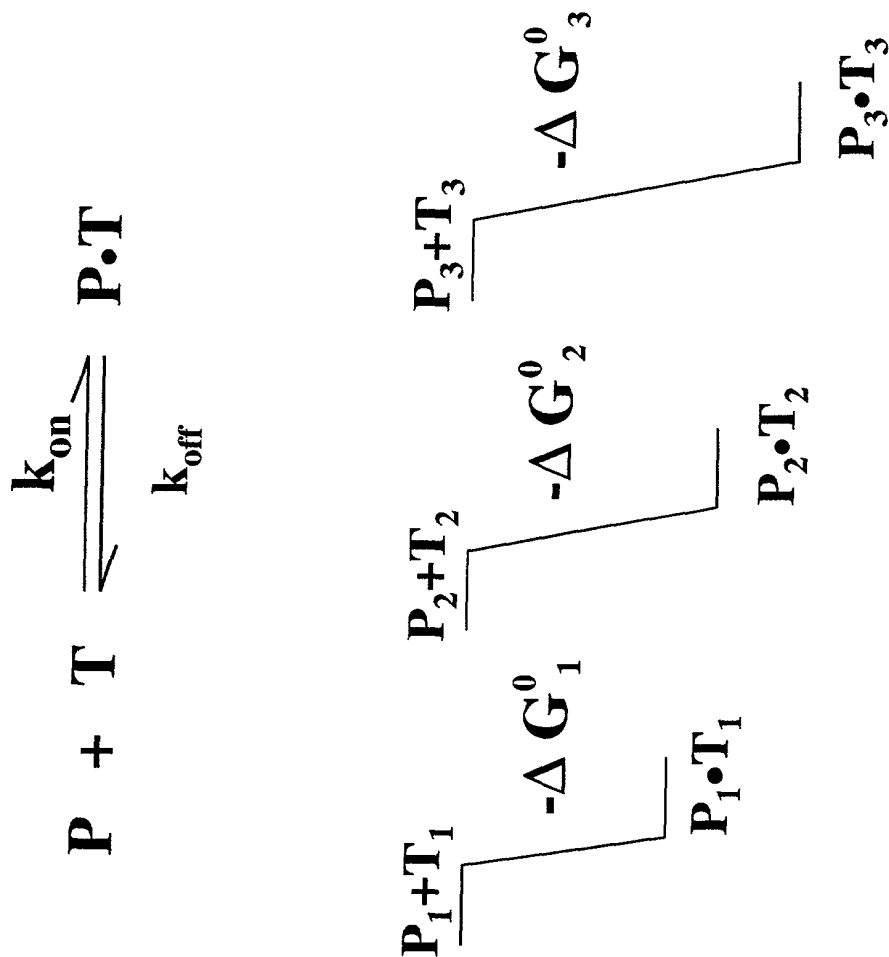 k_on
P + T ⇌ P•T
k_off
P₁+T₁ P₂+T₂ P₃+T₃
-Δ G⁰₁ -Δ G⁰₂ -Δ G⁰₃
P₁•T₁ P₂•T₂ P₃•T₃